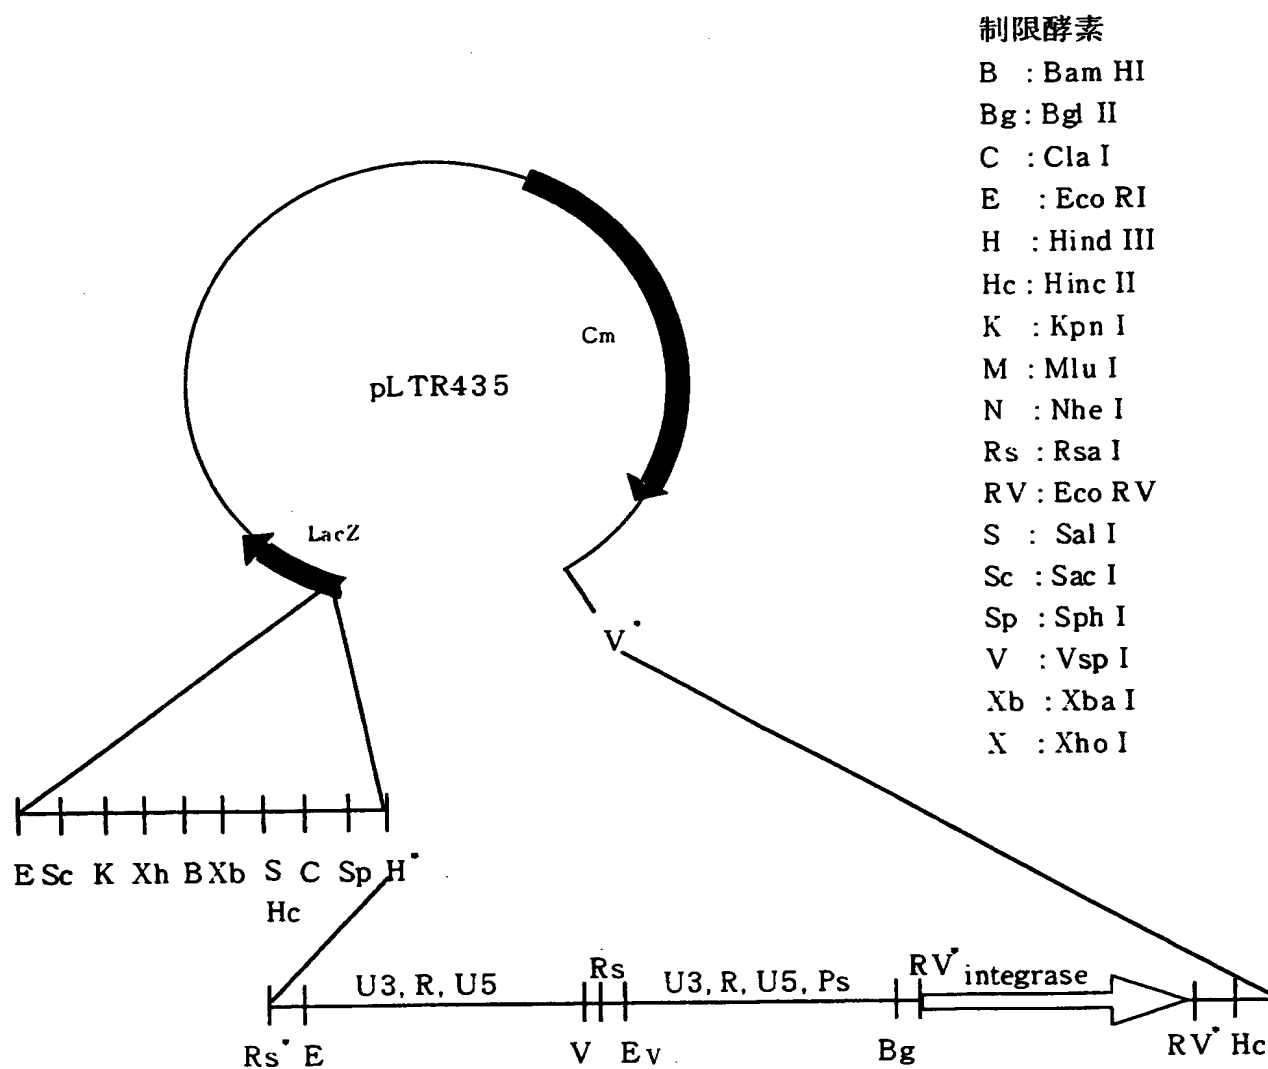 制限酵素
B : Bam HI
Bg : Bgl II
C : Cla I
E : Eco RI
H : Hind III
Hc : Hinc II
K : Kpn I
M : Mlu I
N : Nhe I
Rs : Rsa I
RV : Eco RV
S : Sal I
Sc : Sac I
Sp : Sph I
V : Vsp I
Xb : Xba I
X : Xho I
Cm
pLTR435
LacZ
V*
E Sc K Xh B Xb S C Sp H*
Hc
U3, R, U5 Rs U3, R, U5, Ps RV* integrase
Rs* E V Ev Bg RV* Hc